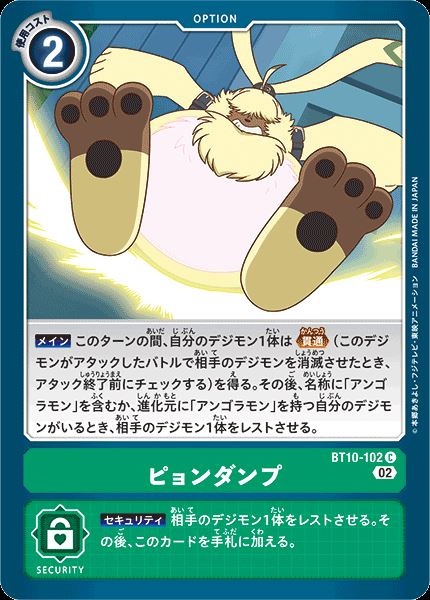 OPTION
使用コスト
2
メイン このターンの間、自分のデジモン1体は 貫通 (このデジ
モンがアタックしたバトルで相手のデジモンを消滅させたとき、
アタック終了前にチェックする)を得る。その後、名称に「アンゴ
ラモン」を含むか、進化元に「アンゴラモン」を持つ自分のデジモ
ンがいるとき、相手のデジモン1体をレストさせる。
©本郷あきよし・フジテレビ・東映アニメーション BANDAI MADE IN JAPAN
BT10-102 C
ピョンダンプ
02
セキュリティ 相手のデジモン1体をレストさせる。そ
の後、このカードを手札に加える。
SECURITY